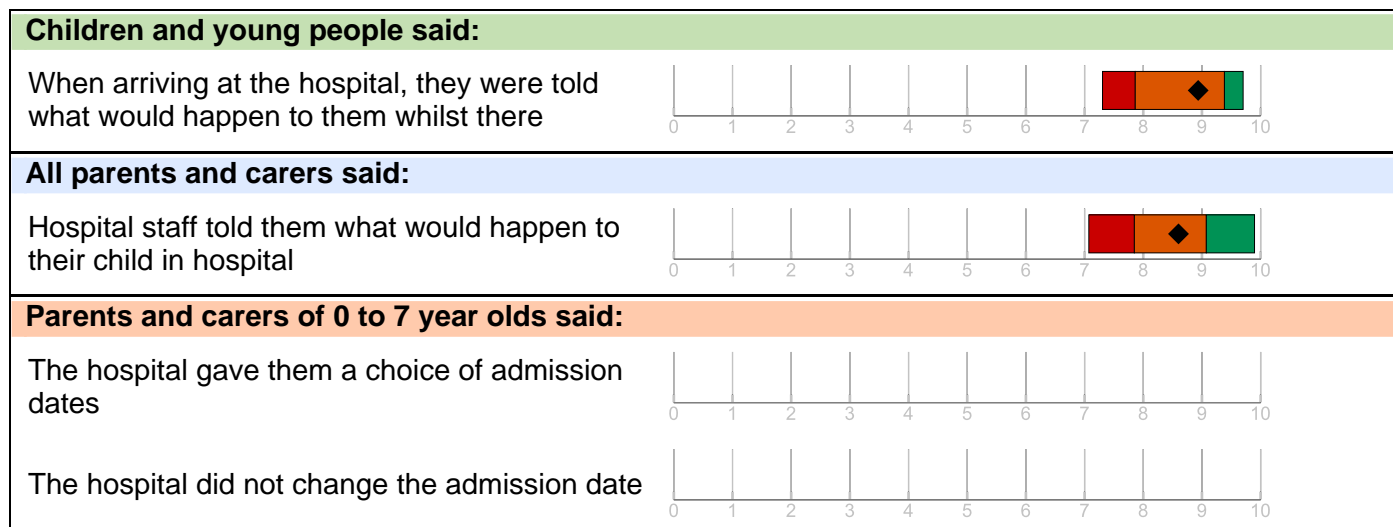 Children and young people said:
When arriving at the hospital, they were told
what would happen to them whilst there
0 1 2 3 4 5 6 7 8 9 10
All parents and carers said:
Hospital staff told them what would happen to
their child in hospital
0 1 2 3 4 5 6 7 8 9 10
Parents and carers of 0 to 7 year olds said:
The hospital gave them a choice of admission
dates
0 1 2 3 4 5 6 7 8 9 10
The hospital did not change the admission date
0 1 2 3 4 5 6 7 8 9 10